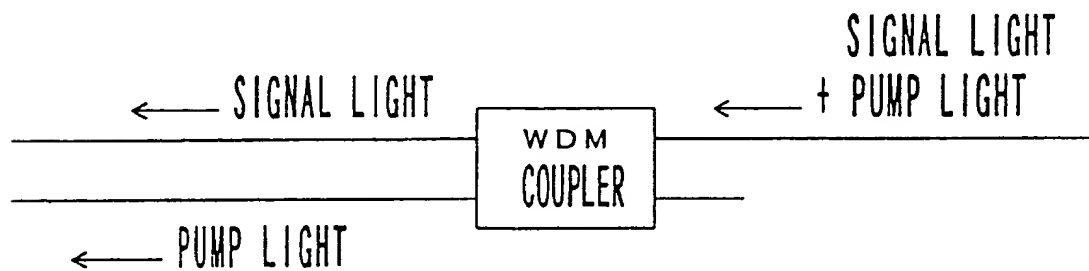 SIGNAL LIGHT
+ PUMP LIGHT
SIGNAL LIGHT
WDM
COUPLER
PUMP LIGHT